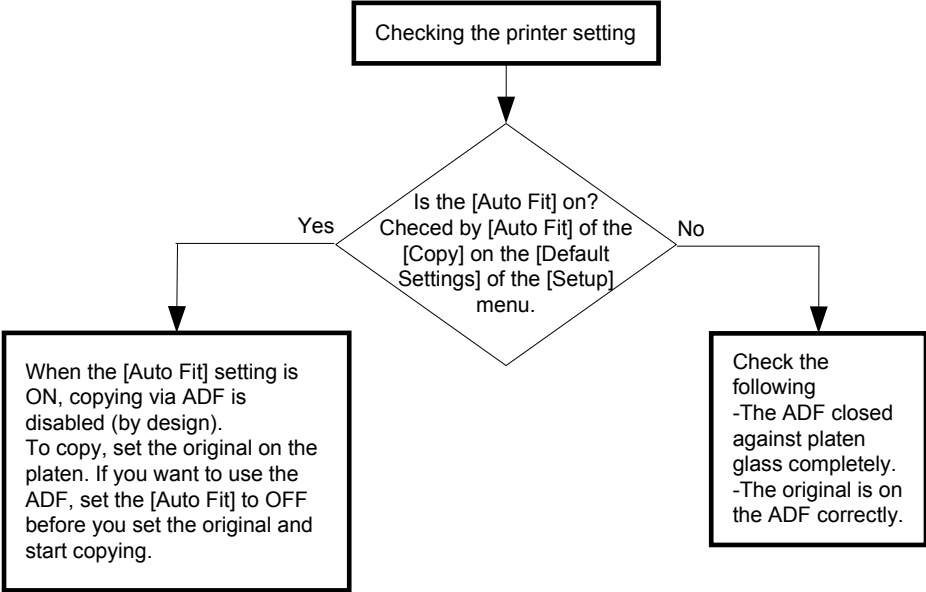 Checking the printer setting
Is the [Auto Fit] on?
Checed by [Auto Fit] of the
[Copy] on the [Default
Settings] of the [Setup]
menu.
Yes
No
When the [Auto Fit] setting is
ON, copying via ADF is
disabled (by design).
To copy, set the original on the
platen. If you want to use the
ADF, set the [Auto Fit] to OFF
before you set the original and
start copying.
Check the
following
-The ADF closed
against platen
glass completely.
-The original is on
the ADF correctly.